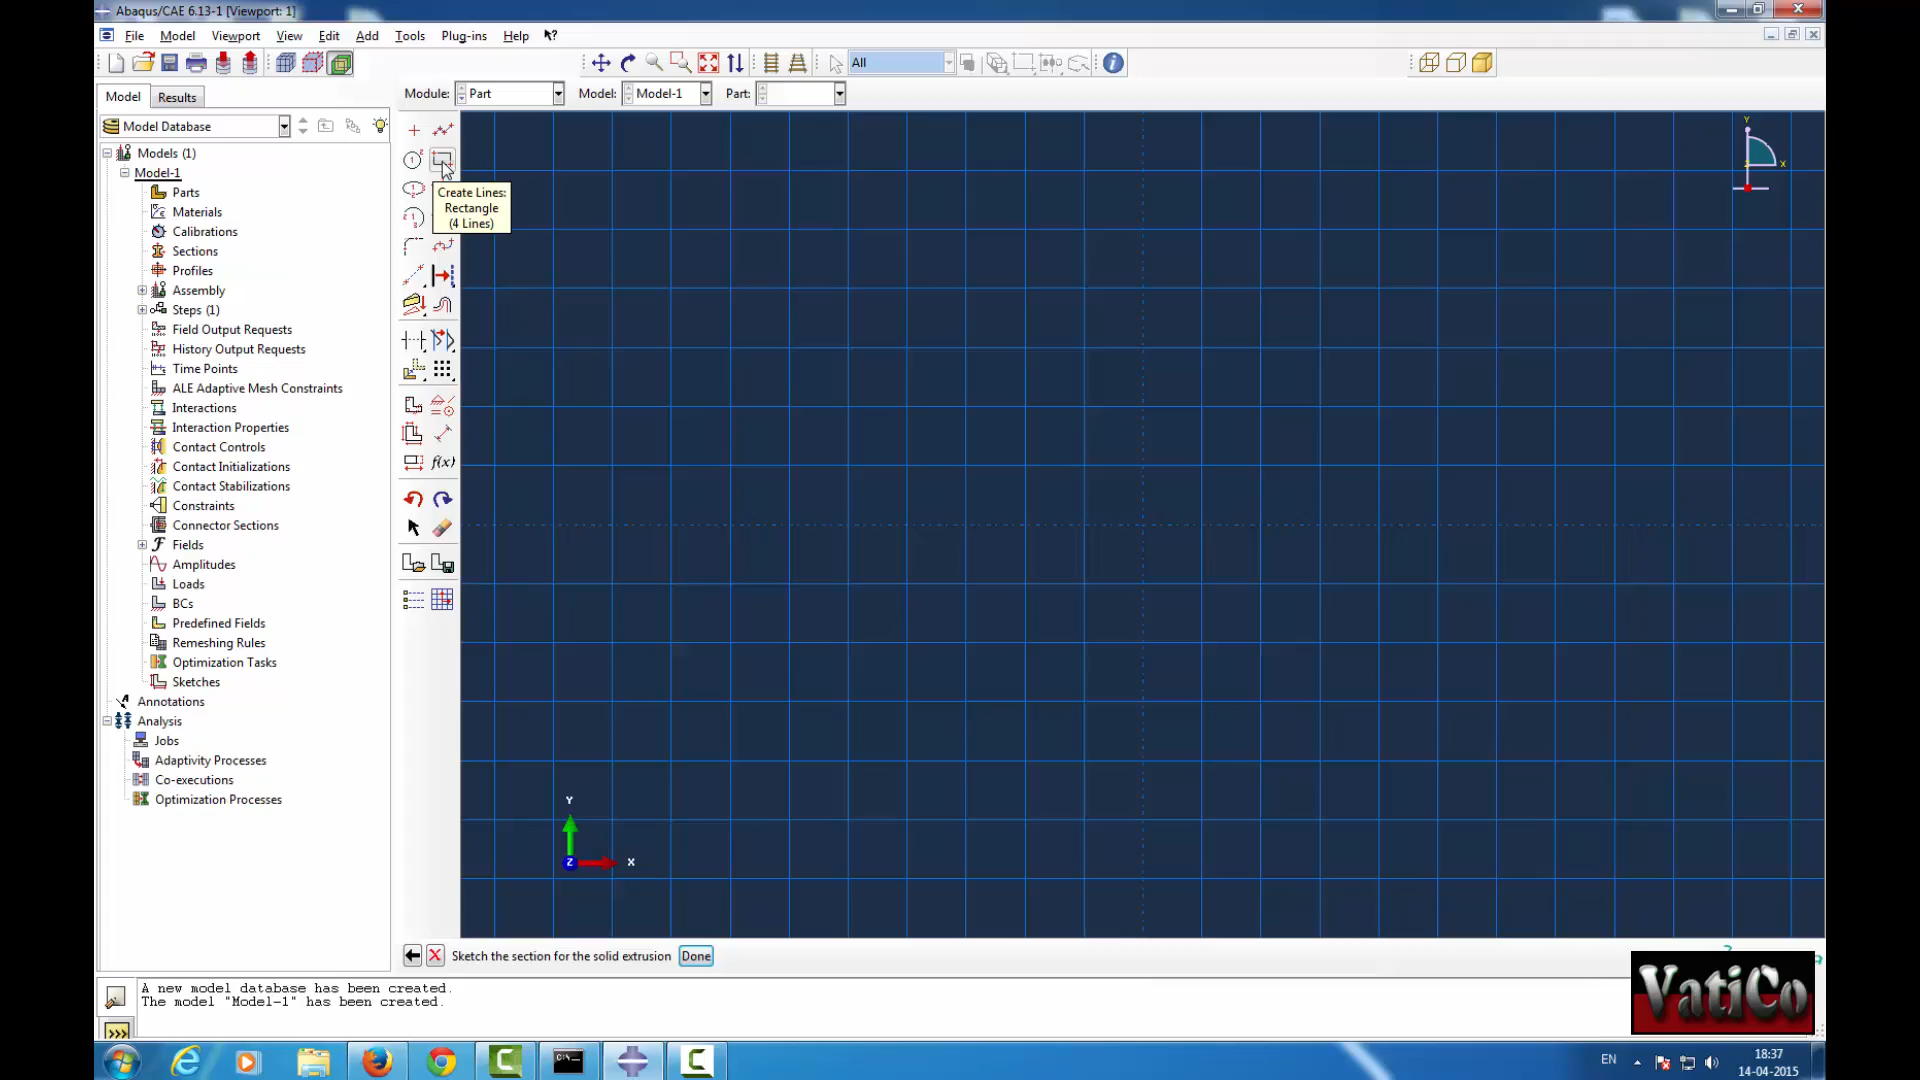 Abaqus/CAE 6.13-1 [Viewport: 1]
File Model Viewport View Edit Add Tools Plug-ins Help
All
Model Results
Module: Part Model: Model-1 Part:
Model Database
Models (1)
Model-1
Parts
Materials
Calibrations
Sections
Profiles
Assembly
Steps (1)
Field Output Requests
History Output Requests
Time Points
ALE Adaptive Mesh Constraints
Interactions
Interaction Properties
Contact Controls
Contact Initializations
Contact Stabilizations
Constraints
Connector Sections
Fields
Amplitudes
Loads
BCs
Predefined Fields
Remeshing Rules
Optimization Tasks
Sketches
Annotations
Analysis
Jobs
Adaptivity Processes
Co-executions
Optimization Processes
Create Lines:
Rectangle
(4 Lines)
f(x)
Y
X
Y
Z X
Sketch the section for the solid extrusion Done
A new model database has been created.
The model "Model-1" has been created.
VatiCo
EN
18:37
14-04-2015